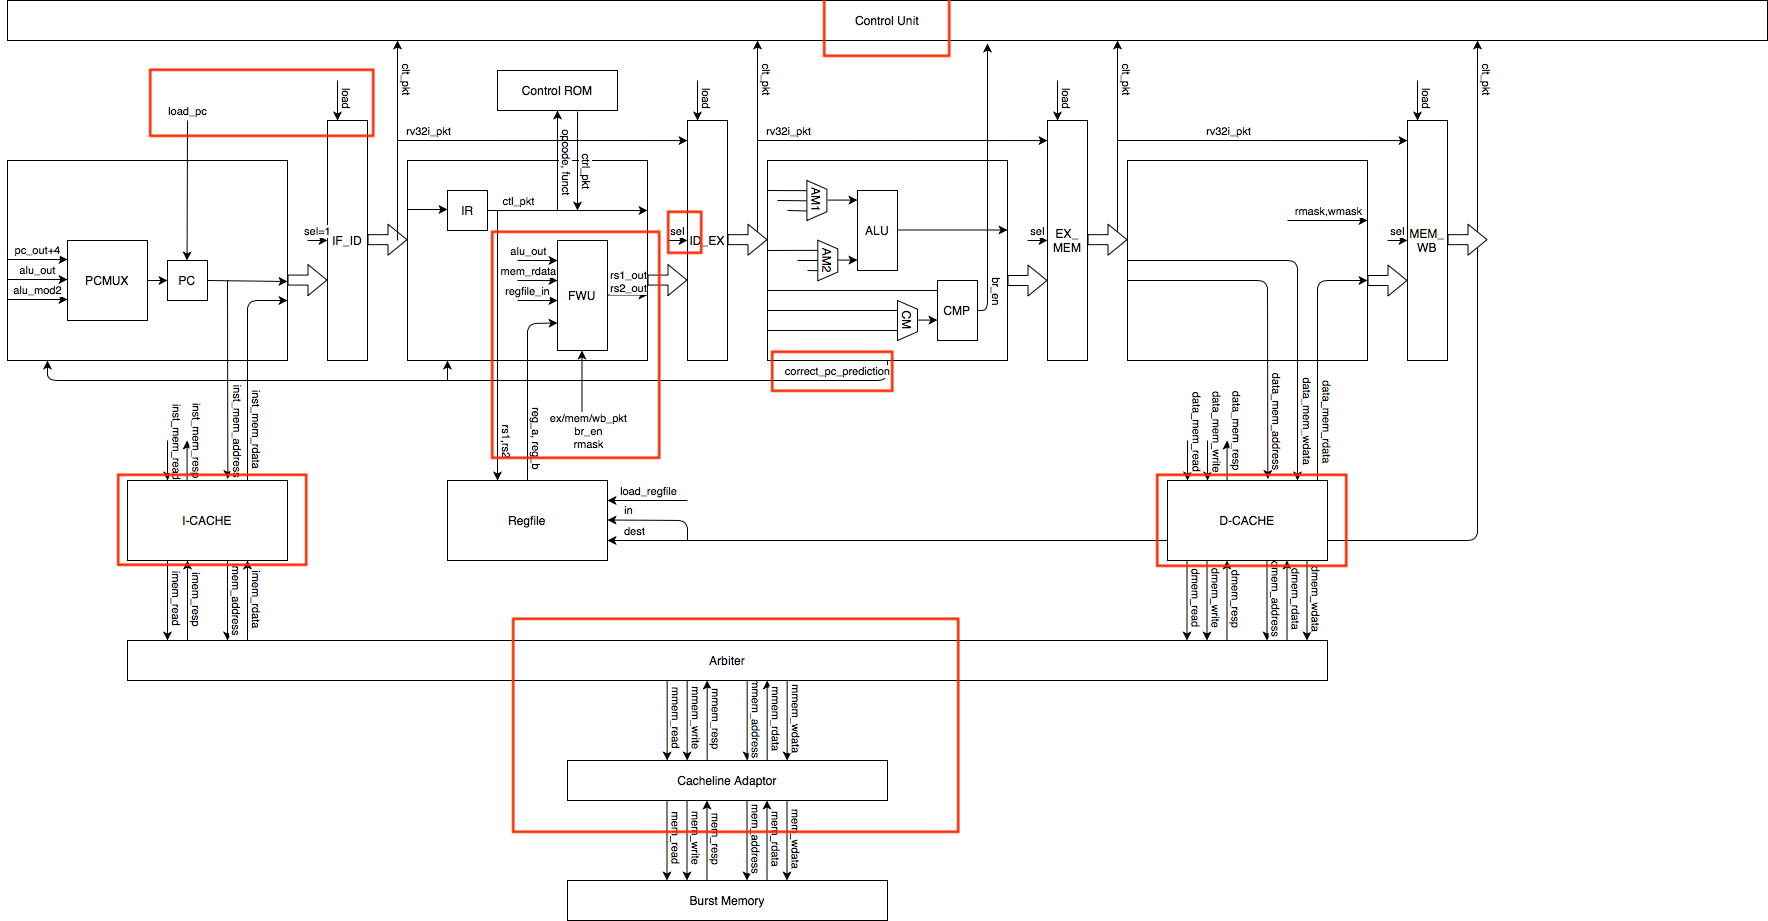 Control Unit
load_pc
load
clt_pkt
Control ROM
load
clt_pkt
load
clt_pkt
load
clt_pkt
rv32i_pkt
rv32i_pkt
rv32i_pkt
opcode, funct
ctrl_pkt
IR
ctl_pkt
AM1
ALU
AM2
rmask,wmask
sel=1
IF_ID
sel
ID_EX
sel
EX_
MEM
sel
MEM_
WB
pc_out+4
alu_out
alu_mod2
PCMUX
PC
alu_out
mem_rdata
regfile_in
FWU
rs1_out
rs2_out
br_en
CM
CMP
correct_pc_prediction
ex/mem/wb_pkt
br_en
rmask
rs1,rs2
reg_a, reg_b
inst_mem_read
inst_mem_resp
inst_mem_address
inst_mem_rdata
data_mem_read
data_mem_write
data_mem_resp
data_mem_address
data_mem_wdata
data_mem_rdata
I-CACHE
Regfile
load_regfile
in
dest
D-CACHE
imem_read
imem_resp
mem_address
imem_rdata
dmem_read
dmem_write
dmem_resp
dmem_address
dmem_rdata
dmem_wdata
Arbiter
mmem_read
mmem_write
mmem_resp
mmem_address
mmem_rdata
mmem_wdata
Cacheline Adaptor
mem_read
mem_write
mem_resp
mem_address
mem_rdata
mem_wdata
Burst Memory